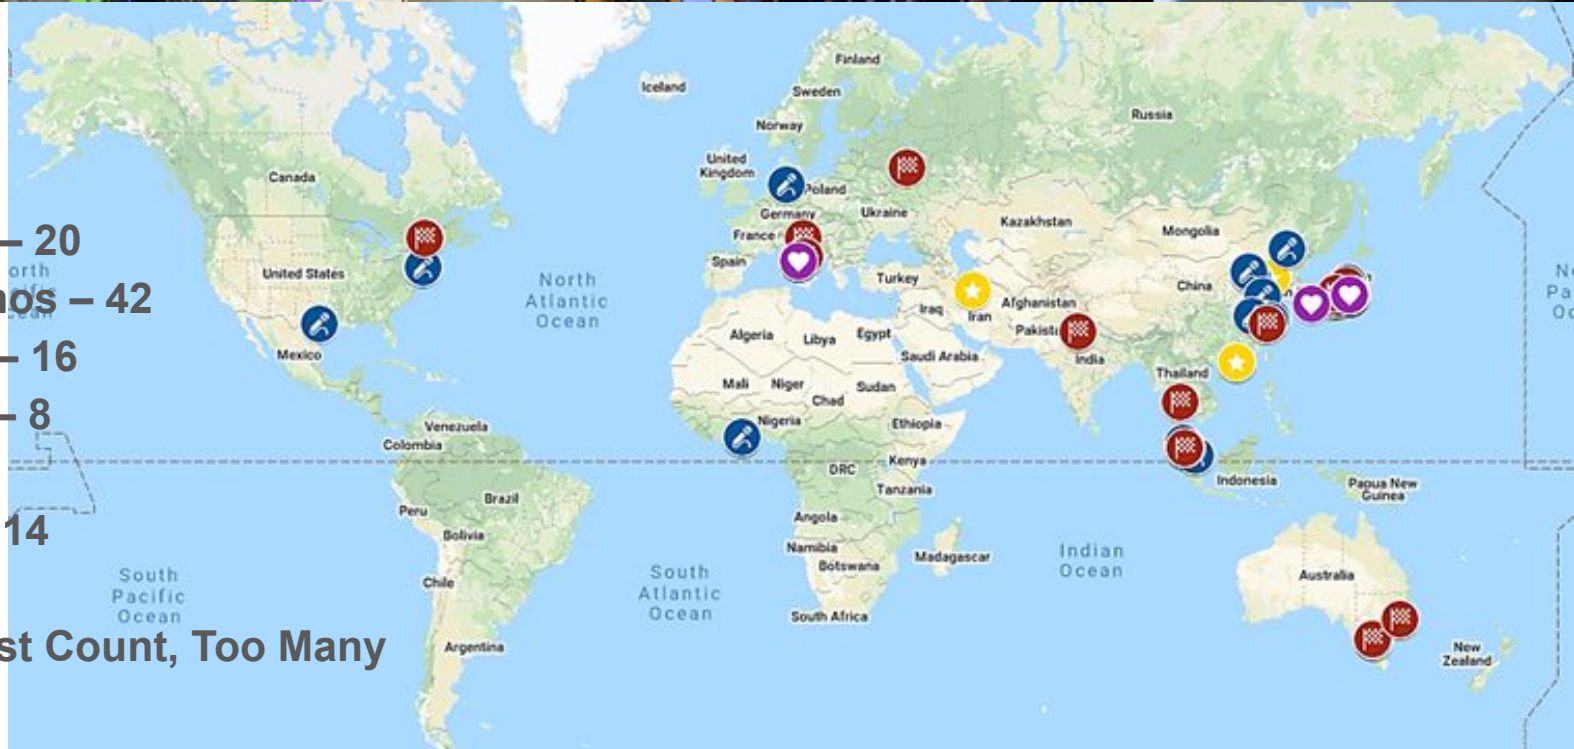 Finland
Iceland
Sweden
Russia
Norway
United
Kingdom
Poland
Canada
Germany
Ukraine
Kazakhstan
France
Mongolia
– 20
Spain
United States
North
Atlantic
Ocean
Turkey
China
Afghanistan
– 42
Iraq
Iran
Algeria
Libya
Egypt
Mexico
– 16
Saudi Arabia
India
Thailand
Mali
Niger
Sudan
Chad
– 8
Venezuela
Nigeria
Ethiopia
Colombia
DRC
Kenya
Indonesia
Papua New
Guinea
Tanzania
Brazil
Peru
Angola
14
Bolivia
Namibia
Madagascar
Indian
Ocean
Botswana
South
Pacific
Ocean
South
Atlantic
Ocean
Chile
Australia
South Africa
Count, Too Many
Argentina
New
Zealand